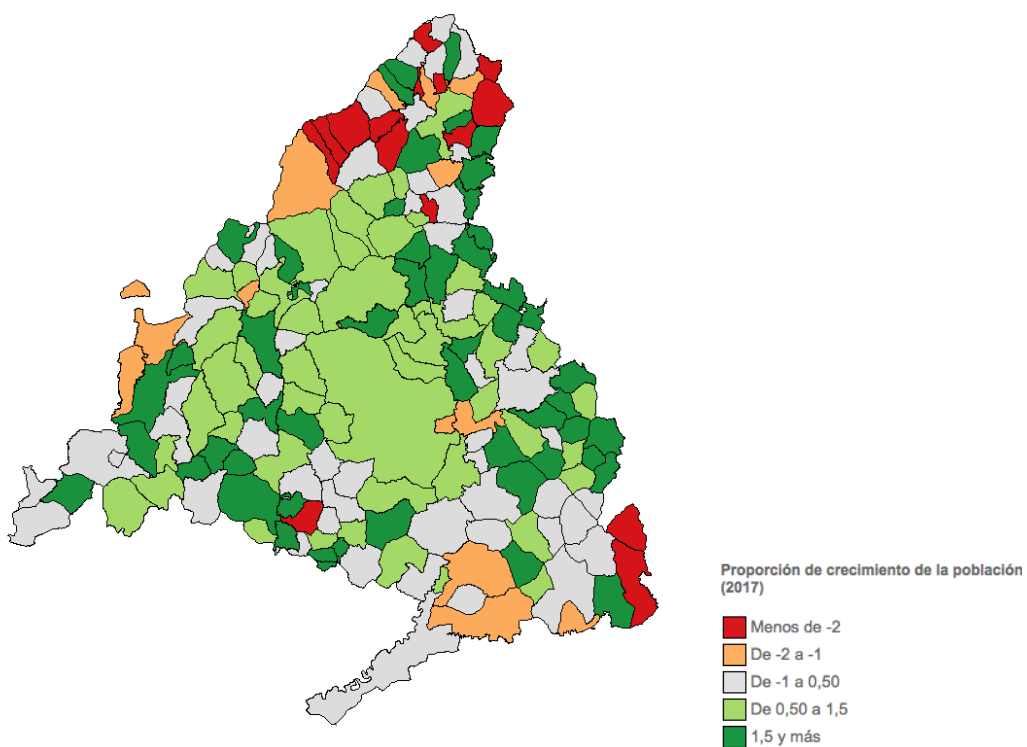 Proporción de crecimiento de la población
(2017)
Menos de -2
De -2 a -1
De -1 a 0,50
De 0,50 a 1,5
1,5 y más